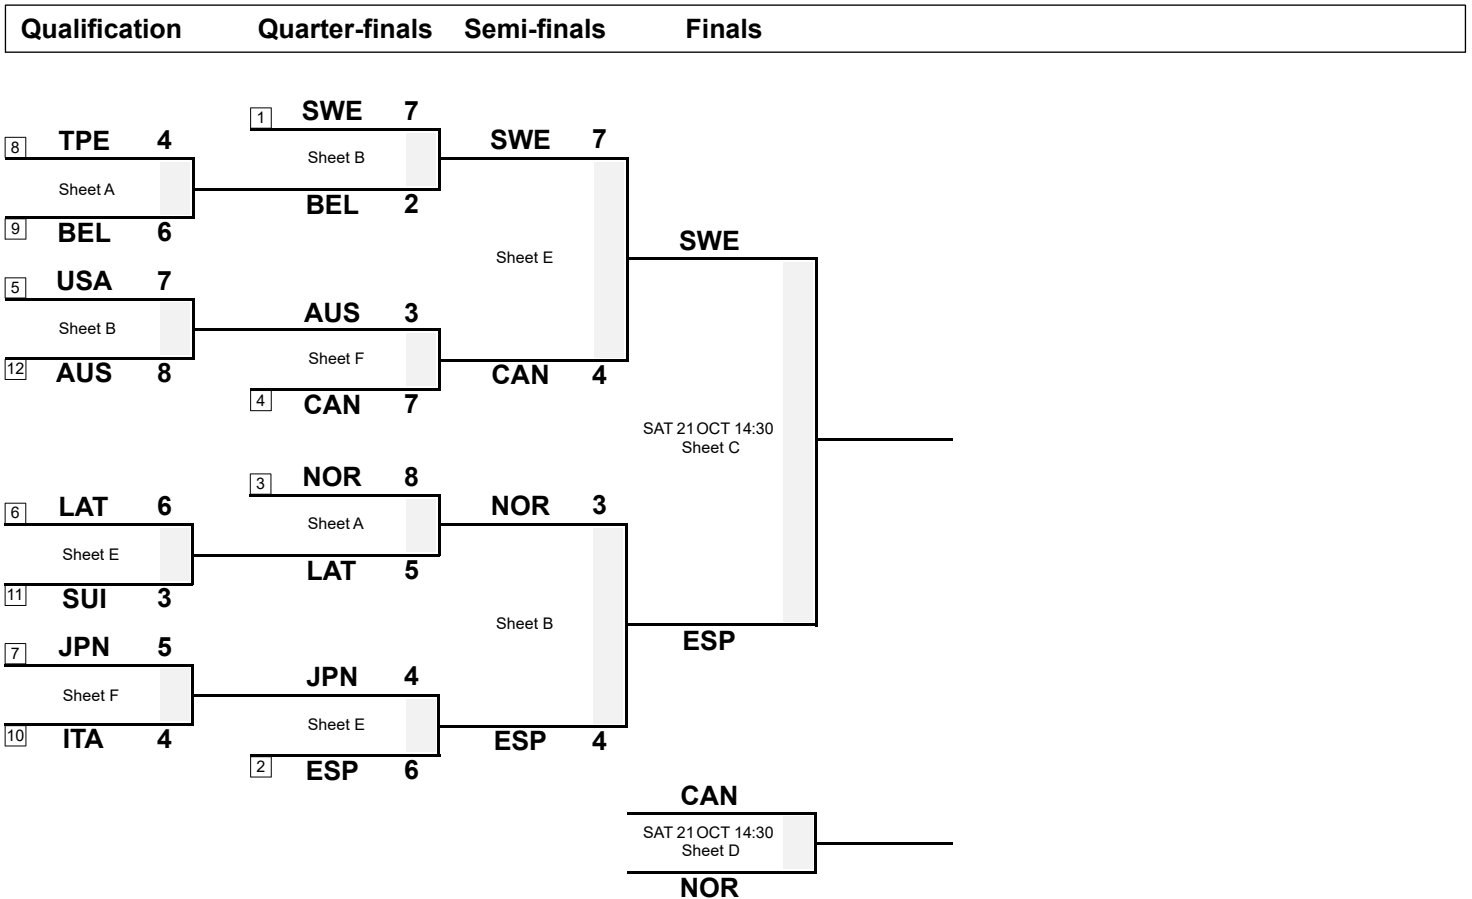 Qualification Quarter-finals Semi-finals Finals
1 SWE 7
8 TPE 4
SWE 7
Sheet B
Sheet A
BEL 2
9 BEL 6
SWE
Sheet E
5 USA 7
AUS 3
Sheet B
Sheet F
12 AUS 8
CAN 4
4 CAN 7
SAT 21 OCT 14:30
Sheet C
3 NOR 8
6 LAT 6
NOR 3
Sheet A
Sheet E
LAT 5
11 SUI 3
Sheet B
ESP
7 JPN 5
JPN 4
Sheet F
Sheet E
10 ITA 4
ESP 4
2 ESP 6
CAN
SAT 21 OCT 14:30
Sheet D
NOR